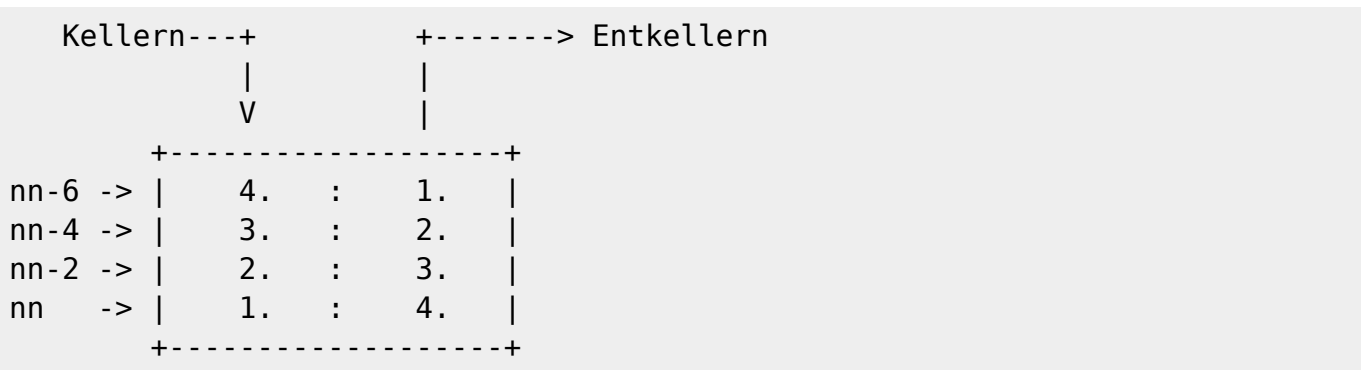 Kellern---+         +-------> Entkellern
             |         |
             V         |
        +-------------------+
nn-6 -> |    4.   :    1.   |
nn-4 -> |    3.   :    2.   |
nn-2 -> |    2.   :    3.   |
nn   -> |    1.   :    4.   |
        +-------------------+